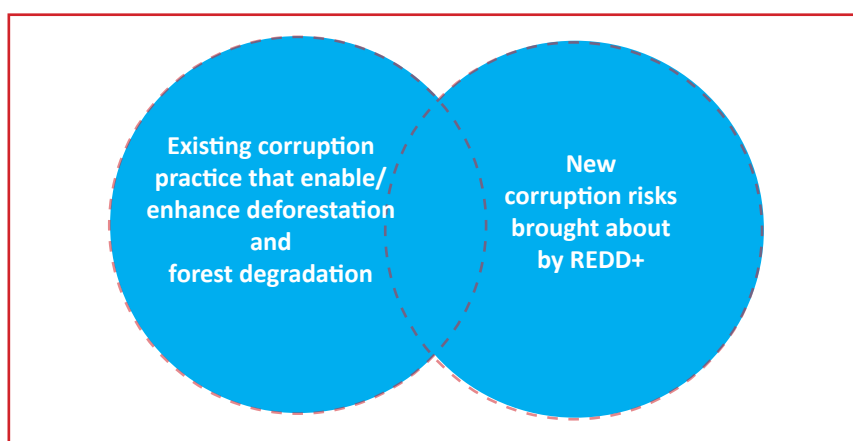 Existing corruption
practice that enable/
enhance deforestation
and
forest degradation
New
corruption risks
brought about
by REDD+